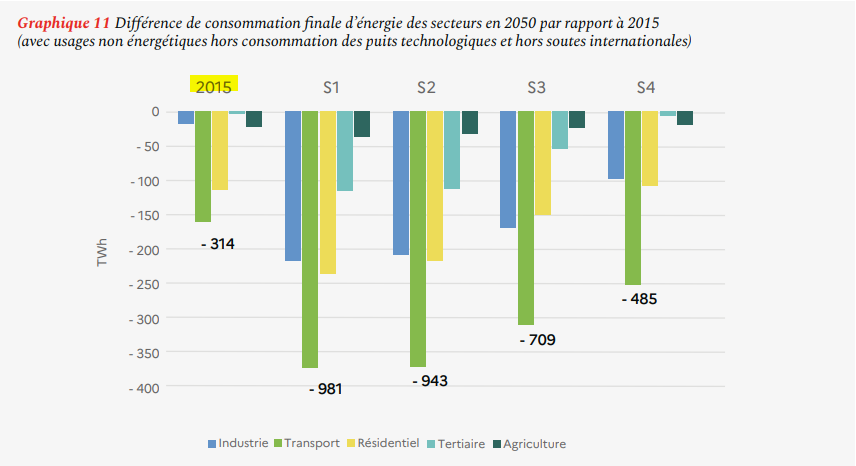 Graphique 11 Différence de consommation finale d'énergie des secteurs en 2050 par rapport à 2015
(avec usages non énergétiques hors consommation des puits technologiques et hors soutes internationales)
2015 S1 S2 S3 S4
0
- 50
- 100
- 150
- 200
- 250
- 300
- 350
- 400
TWh
- 314
- 981
- 943
- 709
- 485
Industrie Transport Résidentiel Tertiaire Agriculture